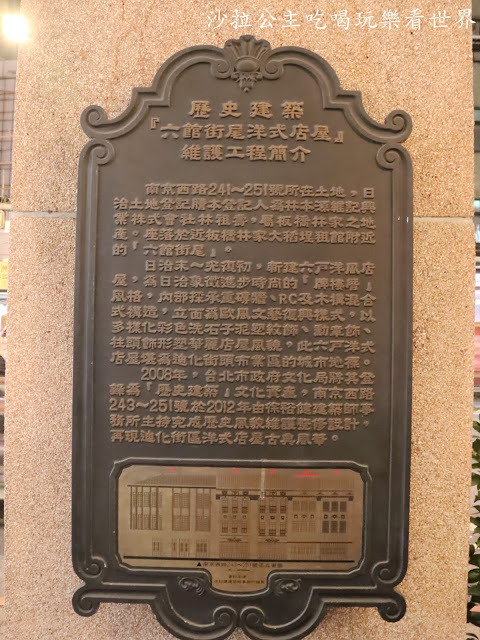 沙拉公主吃喝玩樂看世界
歷史建築
『六館街尾洋式店屋』
維護工程簡介
南京西路241～251號所在土地，日
治土地登記謄本登記人為林本源維記興
業株式會社林祖壽，屬板橋林家之地
產。座落於近板橋林家大稻埕租館附近
的『六館街尾』。
日治末～光復初，新建六戶洋風店
屋，為日治象徵進步時尚的『牌樓厝』
風格，內部採承重磚牆、RC及木構混合
式構造，立面為歐風文藝復興樣式，以
多樣化彩色洗石子泥塑紋飾、勳章飾、
柱頭飾形塑華麗店屋風貌，此六戶洋式
店屋堪為迪化街頭布業區的城市地標。
2008年，台北市政府文化局將其登
錄為『歷史建築』文化資產，南京西路
243～251號於2012年由徐裕健建築師事
務所主持完成歷史風貌維護整修設計，
再現迪化街區洋式店屋古典風華。